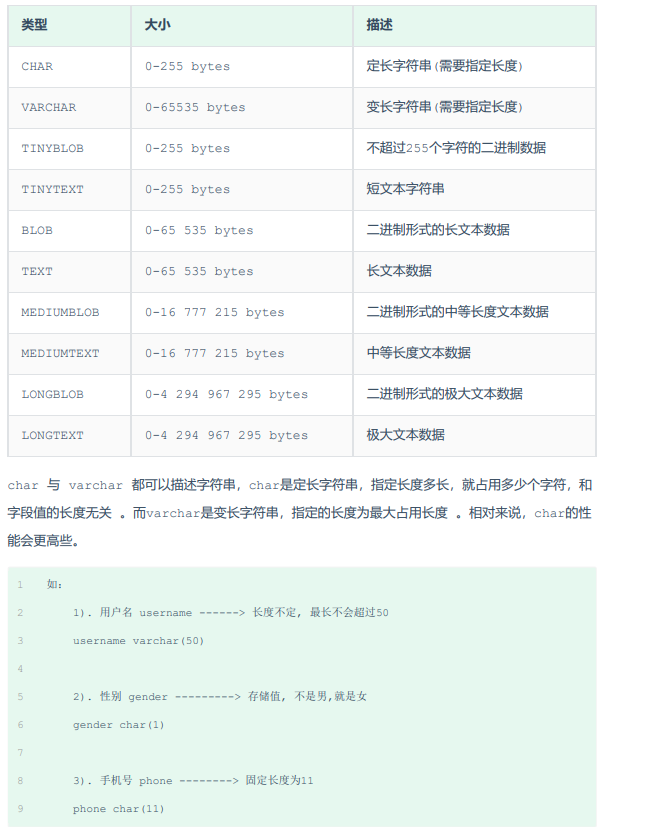 类型 大小 描述
CHAR 0-255 bytes 定长字符串(需要指定长度)
VARCHAR 0-65535 bytes 变长字符串(需要指定长度)
TINYBLOB 0-255 bytes 不超过255个字符的二进制数据
TINYTEXT 0-255 bytes 短文本字符串
BLOB 0-65 535 bytes 二进制形式的长文本数据
TEXT 0-65 535 bytes 长文本数据
MEDIUMBLOB 0-16 777 215 bytes 二进制形式的中等长度文本数据
MEDIUMTEXT 0-16 777 215 bytes 中等长度文本数据
LONGBLOB 0-4 294 967 295 bytes 二进制形式的极大文本数据
LONGTEXT 0-4 294 967 295 bytes 极大文本数据
char 与 varchar 都可以描述字符串，char是定长字符串，指定长度多长，就占用多少个字符，和
字段值的长度无关 。而varchar是变长字符串，指定的长度为最大占用长度 。相对来说，char的性
能会更高些。
1 如：
2 1). 用户名 username ------> 长度不定, 最长不会超过50
3 username varchar(50)
4
5 2). 性别 gender ---------> 存储值, 不是男,就是女
6 gender char(1)
7
8 3). 手机号 phone --------> 固定长度为11
9 phone char(11)